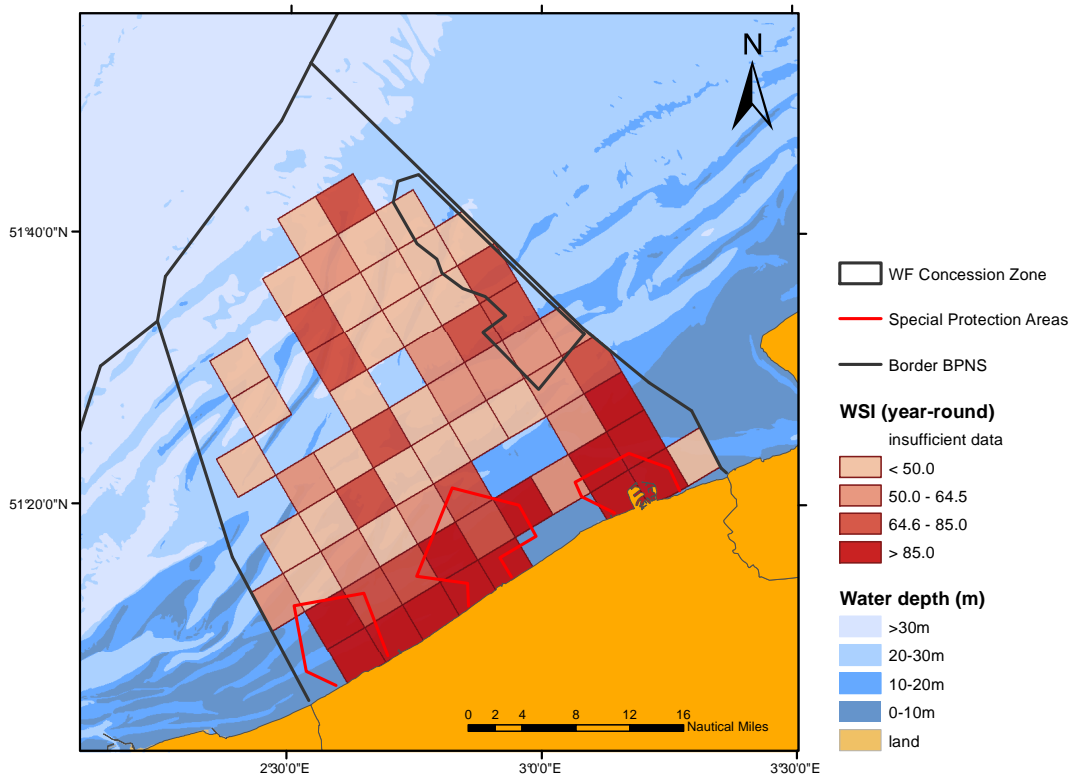 N
51°40'0"N
51°20'0"N
2°30'0"E
3°0'0"E
3°30'0"E
0 2 4 8 12 16
Nautical Miles
WF Concession Zone
Special Protection Areas
Border BPNS
WSI (year-round)
insufficient data
< 50.0
50.0 - 64.5
64.6 - 85.0
> 85.0
Water depth (m)
>30m
20-30m
10-20m
0-10m
land